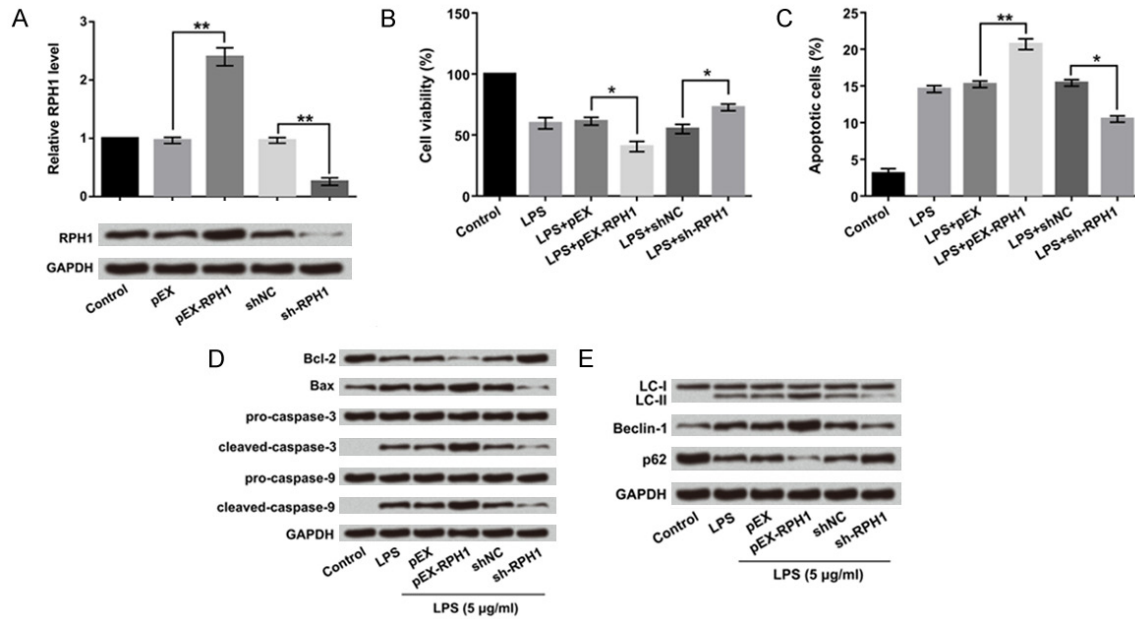 A
Relative RPH1 level
3
2
1
0
**
**
RPH1
GAPDH
Control
pEX
pEX-RPH1
shNC
sh-RPH1
B
Cell viability (%)
150
100
50
0
*
*
Control
LPS
LPS+pEX
LPS+pEX-RPH1
LPS+shNC
LPS+sh-RPH1
C
Apoptotic cells (%)
25
20
15
10
5
0
**
*
Control
LPS
LPS+pEX
LPS+pEX-RPH1
LPS+shNC
LPS+sh-RPH1
D
Bcl-2
Bax
pro-caspase-3
cleaved-caspase-3
pro-caspase-9
cleaved-caspase-9
GAPDH
Control
LPS
pEX
pEX-RPH1
shNC
sh-RPH1
LPS (5 μg/ml)
E
LC-I
LC-II
Beclin-1
p62
GAPDH
Control
LPS
pEX
pEX-RPH1
shNC
sh-RPH1
LPS (5 μg/ml)